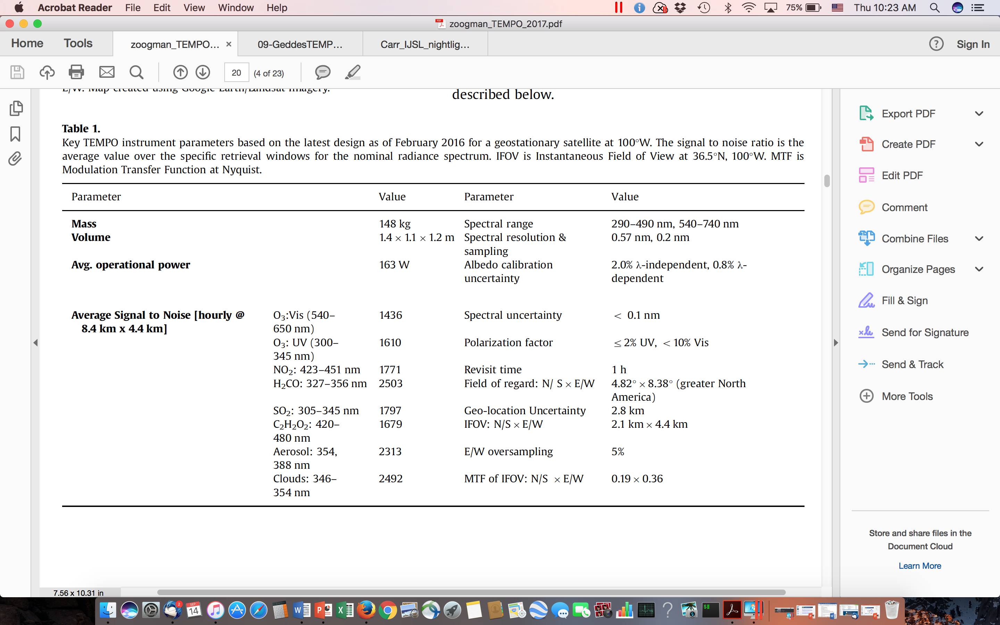 Acrobat Reader File Edit View Window Help 75% Thu 10:23 AM
zoogman_TEMPO_2017.pdf
Home Tools zoogman_TEMPO... × 09-GeddesTEMP... Carr_IJSL_nightlig... ? Sign In
20 (4 of 23)
E/W. Map created using Google Earth/Landsat imagery.
described below.
Table 1.
Key TEMPO instrument parameters based on the latest design as of February 2016 for a geostationary satellite at 100°W. The signal to noise ratio is the
average value over the specific retrieval windows for the nominal radiance spectrum. IFOV is Instantaneous Field of View at 36.5°N, 100°W. MTF is
Modulation Transfer Function at Nyquist.
Parameter Value Parameter Value
Mass 148 kg Spectral range 290–490 nm, 540–740 nm
Volume 1.4 × 1.1 × 1.2 m Spectral resolution & 0.57 nm, 0.2 nm
sampling
Avg. operational power 163 W Albedo calibration 2.0% λ-independent, 0.8% λ-
uncertainty dependent
Average Signal to Noise [hourly @ O₃:Vis (540– 1436 Spectral uncertainty < 0.1 nm
8.4 km x 4.4 km] 650 nm)
O₃: UV (300– 1610 Polarization factor ≤ 2% UV, < 10% Vis
345 nm)
NO₂: 423–451 nm 1771 Revisit time 1 h
H₂CO: 327–356 nm 2503 Field of regard: N/ S × E/W 4.82° × 8.38° (greater North
America)
SO₂: 305–345 nm 1797 Geo-location Uncertainty 2.8 km
C₂H₂O₂: 420– 1679 IFOV: N/S × E/W 2.1 km × 4.4 km
480 nm
Aerosol: 354, 2313 E/W oversampling 5%
388 nm
Clouds: 346– 2492 MTF of IFOV: N/S × E/W 0.19 × 0.36
354 nm
Export PDF
Create PDF
Edit PDF
Comment
Combine Files
Organize Pages
Fill & Sign
Send for Signature
Send & Track
More Tools
Store and share files in the
Document Cloud
Learn More
7.56 x 10.31 in
2
SEP
14